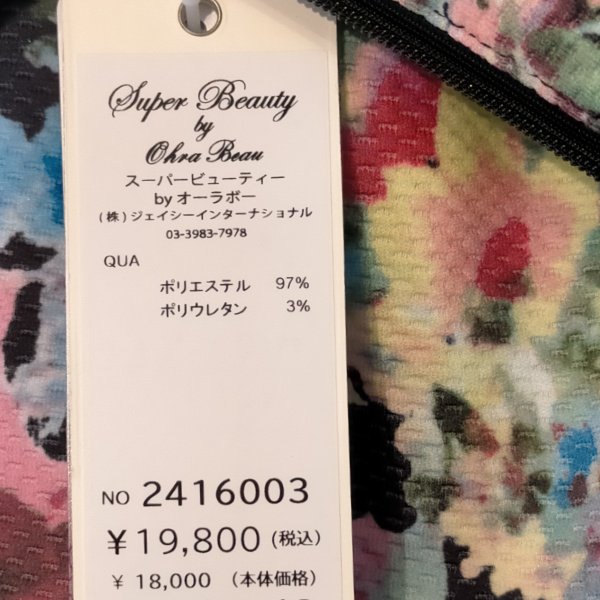 Super Beauty
by
Ohra Beau
スーパービューティー
by オーラボー
(株)ジェイシーインターナショナル
03-3983-7978
QUA
ポリエステル 97%
ポリウレタン 3%
NO 2416003
¥19,800 (税込)
¥ 18,000 (本体価格)